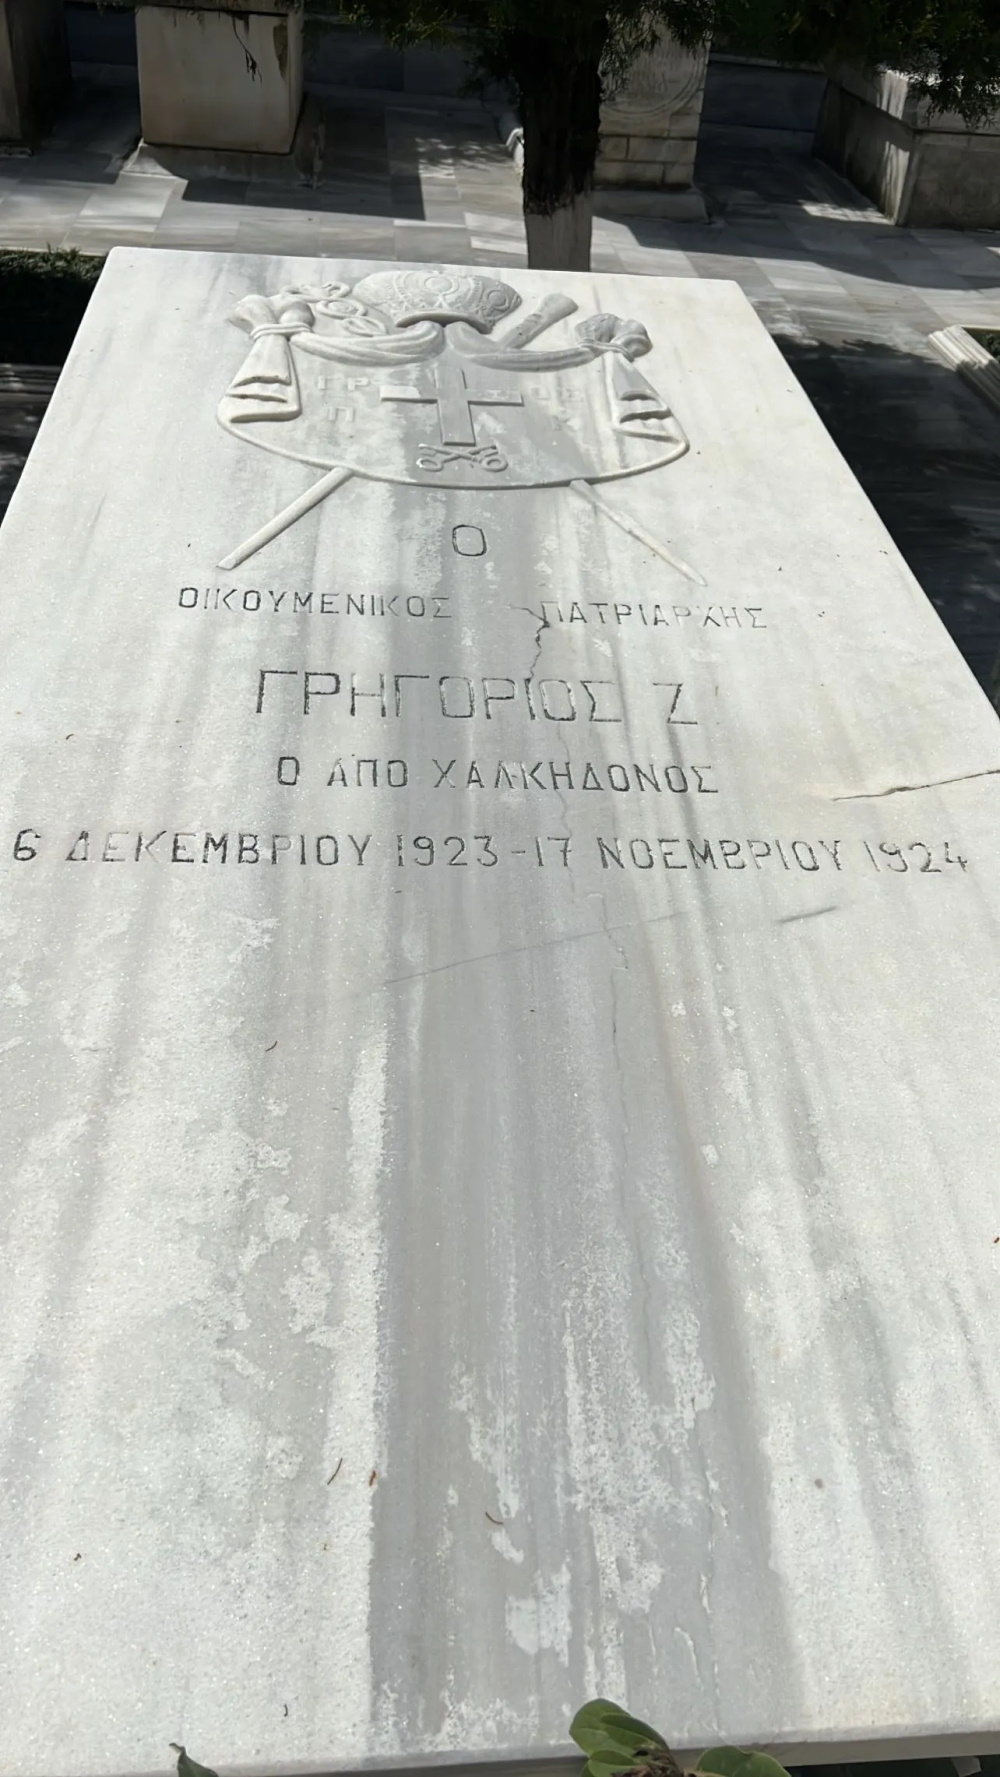 Ο
ΟΙΚΟΥΜΕΝΙΚΟΣ ΠΑΤΡΙΑΡΧΗΣ
ΓΡΗΓΟΡΙΟΣ Ζ
Ο ΑΠΟ ΧΑΛΚΗΔΟΝΟΣ
6 ΔΕΚΕΜΒΡΙΟΥ 1923-17 ΝΟΕΜΒΡΙΟΥ 1924